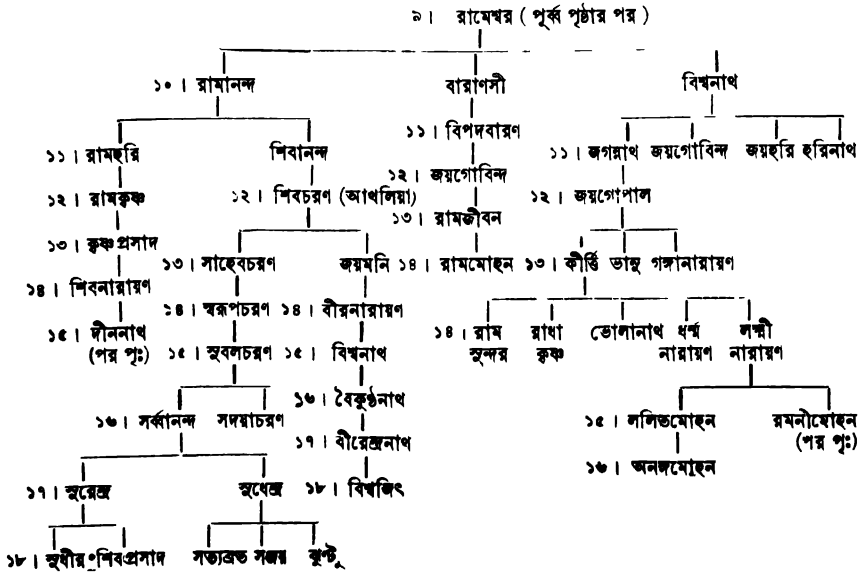 ৯। রামেশ্বর ( পূর্ব্ব পৃষ্ঠার পর )
১০। রামানন্দ বারাণসী বিশ্বনাথ
১১। বিপদবারণ
১১। রামহরি শিবানন্দ ১১। জগন্নাথ জয়গোবিন্দ জয়হরি হরিনাথ
১২। জয়গোবিন্দ
১২। রামকৃষ্ণ ১২। শিবচরণ (আথলিয়া) ১২। জয়গোপাল
১৩। রামজীবন
১৩। কৃষ্ণপ্রসাদ
১৩। সাহেবচরণ জয়মনি ১৪। রামমোহন ১৩। কীর্ত্তি ভানু গঙ্গানারায়ণ
১৪। শিবনারায়ণ
১৪। স্বরূপচরণ ১৪। বীরনারায়ণ
১৫। দীননাথ ১৪। রাম রাধা ভোলানাথ ধর্ম্ম লক্ষ্মী
(পর পৃঃ) সুন্দর কৃষ্ণ নারায়ণ নারায়ণ
১৫। সুবলচরণ ১৫। বিশ্বনাথ
১৬। বৈকুণ্ঠনাথ
১৬। সর্ব্বানন্দ সদয়াচরণ ১৫। ললিতমোহন রমনীমোহন
১৭। বীরেন্দ্রনাথ (পর পৃঃ)
১৬। অনঙ্গমোহন
১৭। সুরেন্দ্র সুধেন্দ্র ১৮। বিশ্বজিৎ
১৮। সুধীর শিবপ্রসাদ সত্যব্রত সঞ্জয় ঝুন্টু